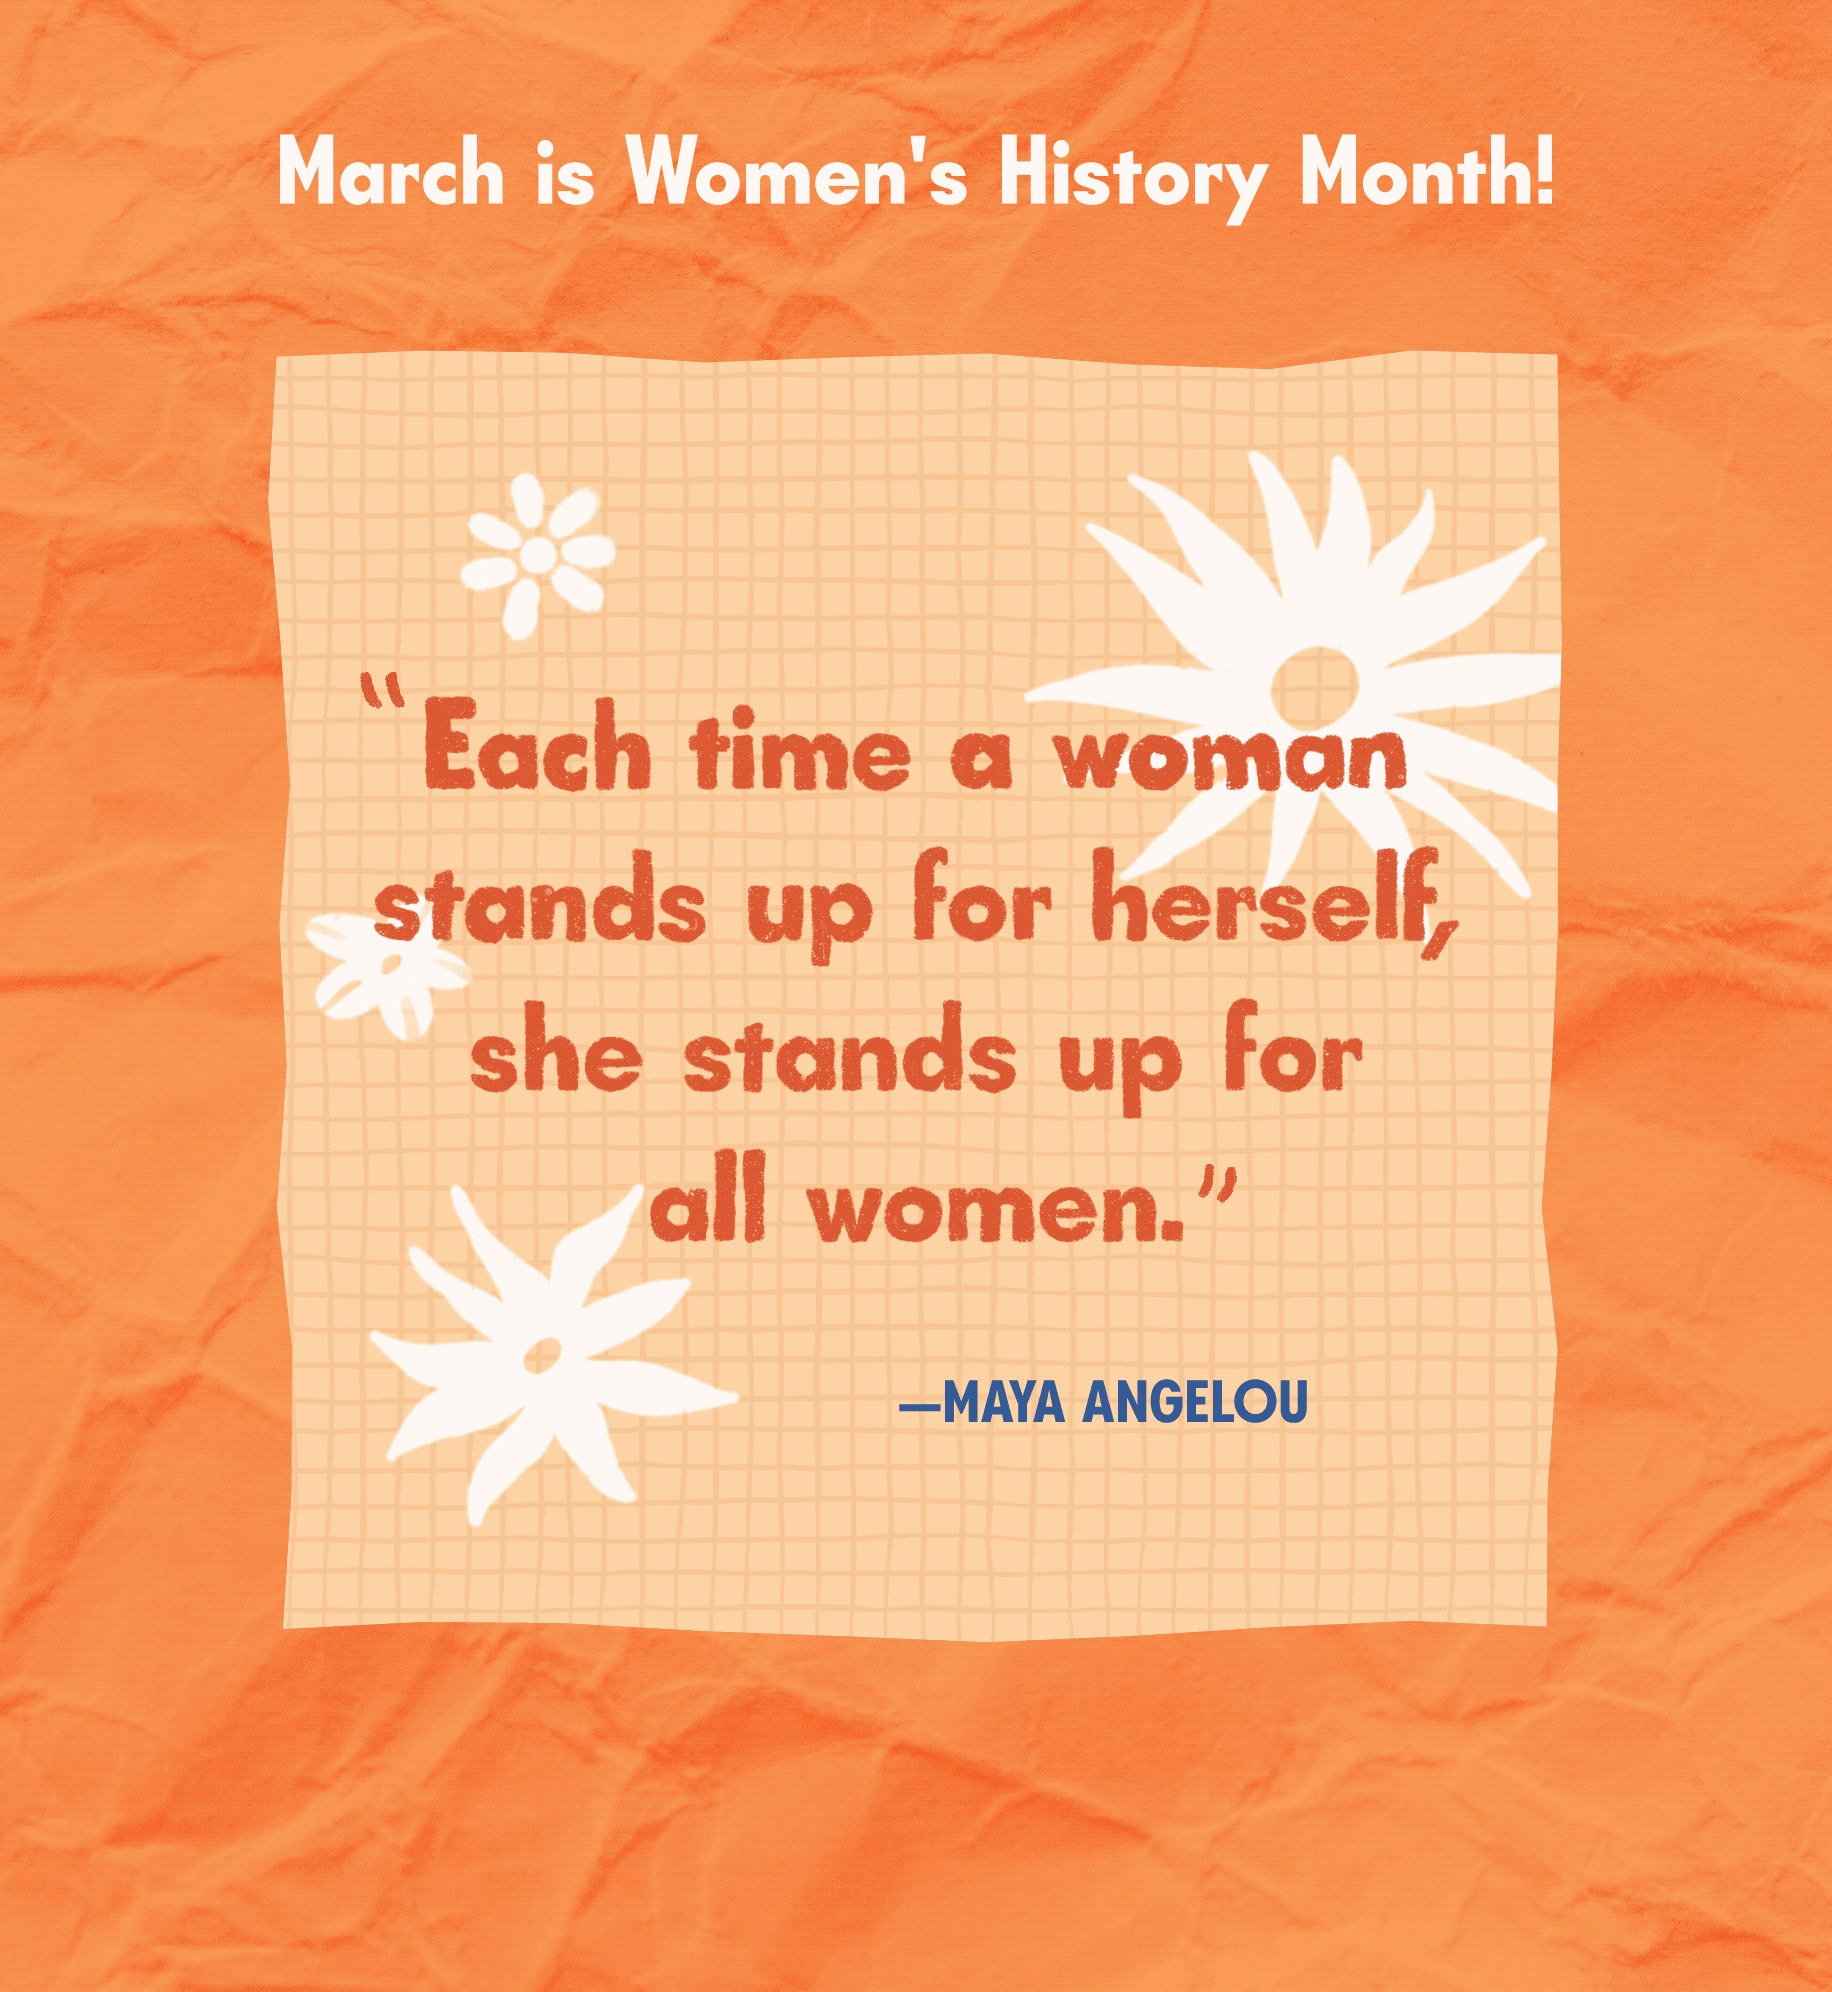 March is Women's History Month!
“Each time a woman
stands up for herself,
she stands up for
all women.”
—MAYA ANGELOU